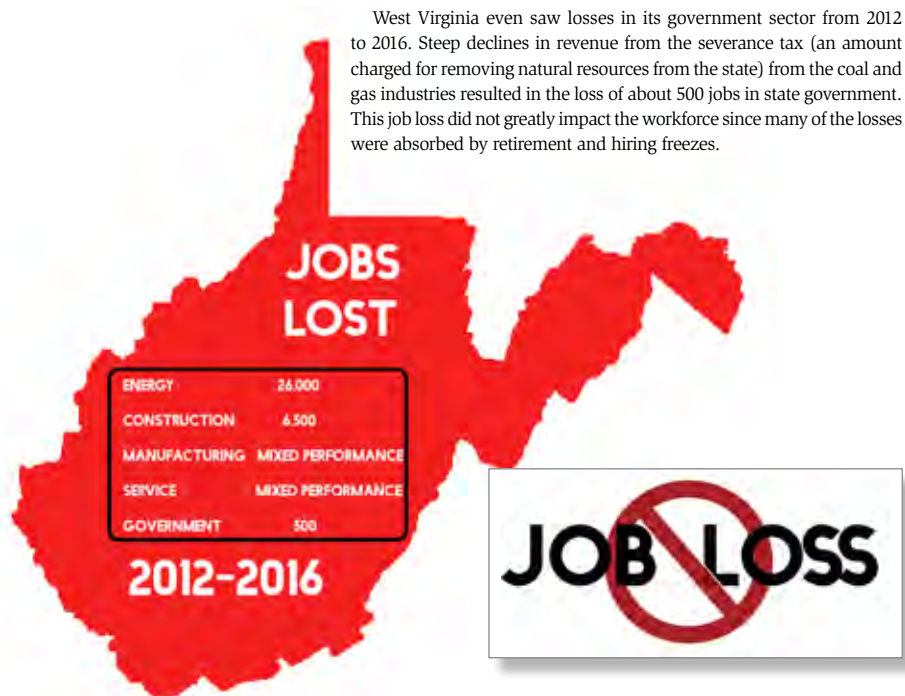 West Virginia even saw losses in its government sector from 2012
to 2016. Steep declines in revenue from the severance tax (an amount
charged for removing natural resources from the state) from the coal and
gas industries resulted in the loss of about 500 jobs in state government.
This job loss did not greatly impact the workforce since many of the losses
were absorbed by retirement and hiring freezes.
JOBS
LOST
ENERGY 26,000
CONSTRUCTION 6,500
MANUFACTURING MIXED PERFORMANCE
SERVICE MIXED PERFORMANCE
GOVERNMENT 500
2012-2016
JOB LOSS